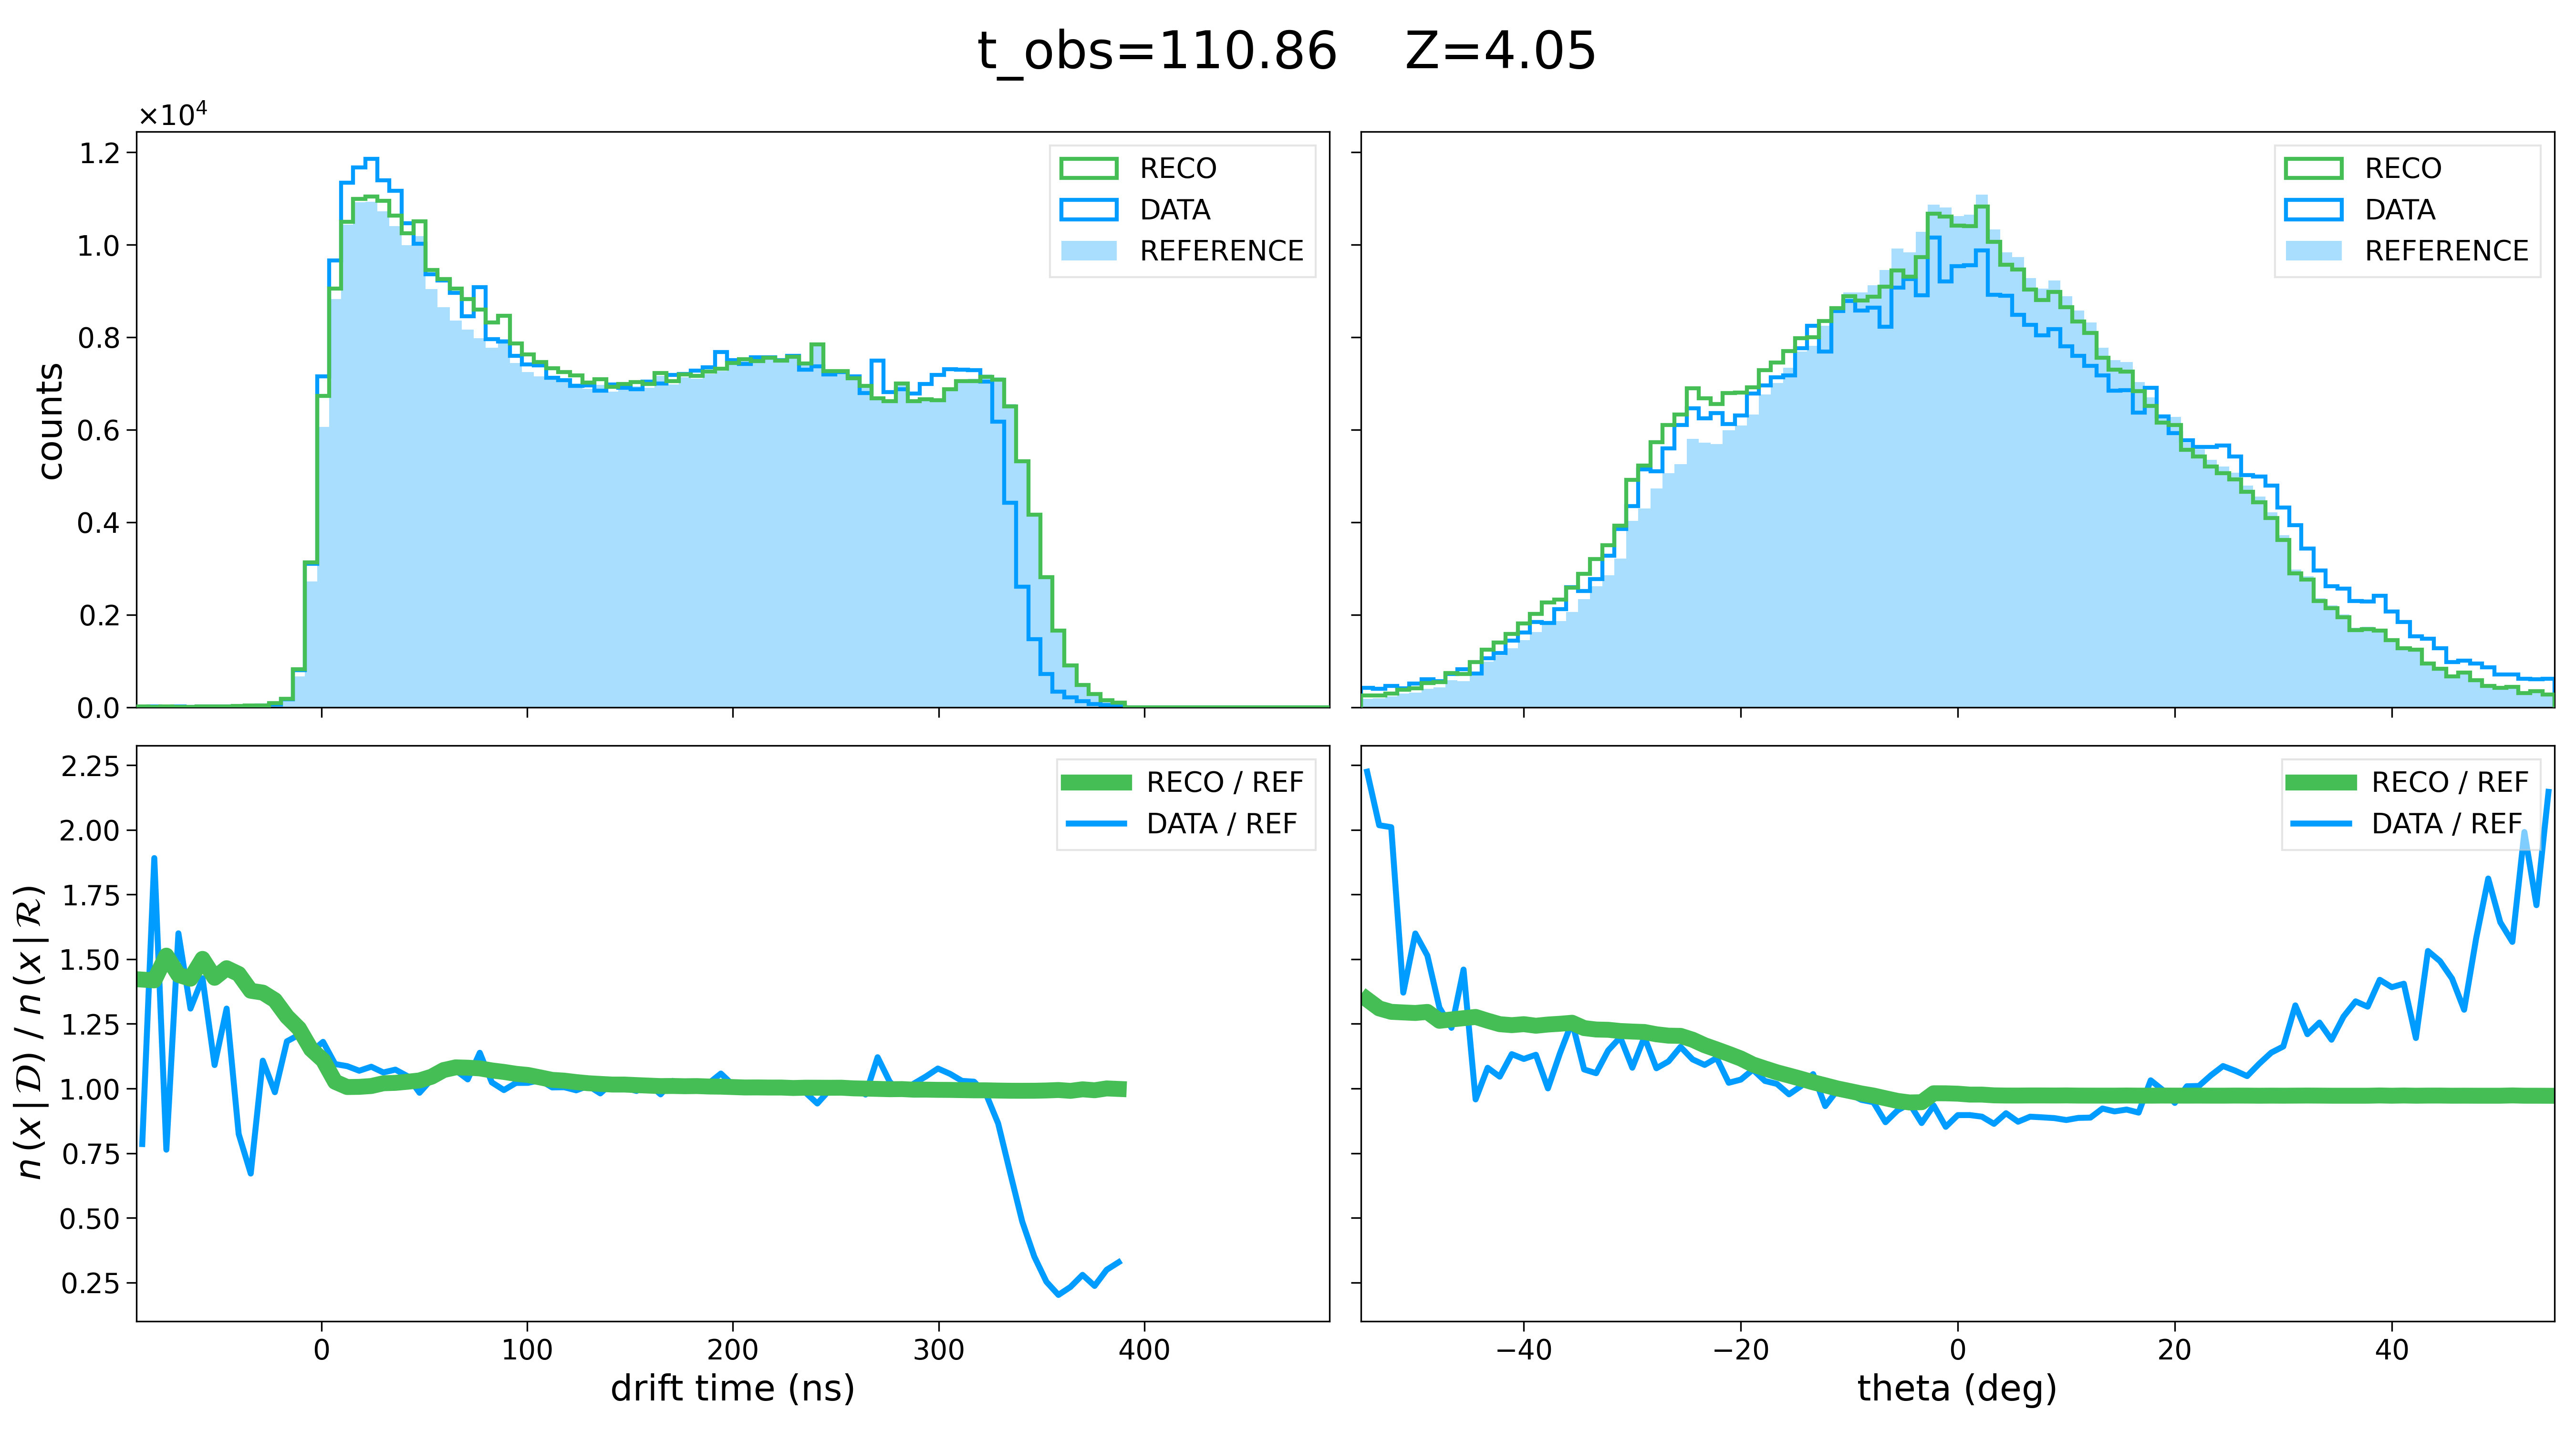 t_obs=110.86 Z=4.05
×10⁴
1.2
1.0
0.8
0.6
0.4
0.2
0.0
counts
RECO
DATA
REFERENCE
RECO
DATA
REFERENCE
2.25
2.00
1.75
1.50
1.25
1.00
0.75
0.50
0.25
n(x|𝒟) / n(x|ℛ)
RECO / REF
DATA / REF
0 100 200 300 400
drift time (ns)
RECO / REF
DATA / REF
−40 −20 0 20 40
theta (deg)